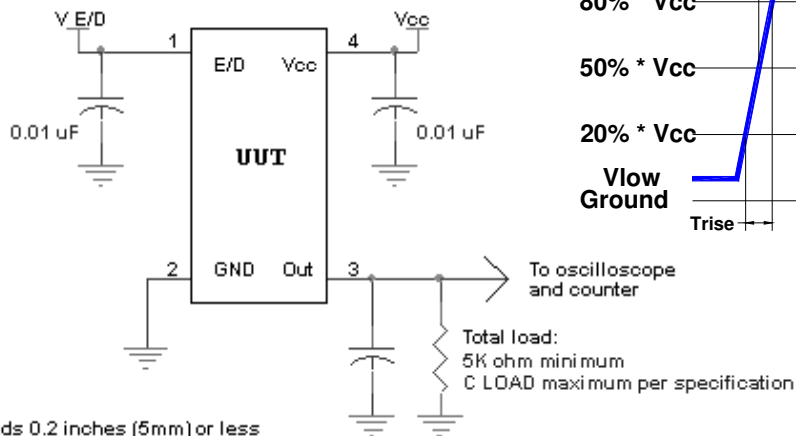 V E/D
Vcc
1
4
E/D
Vcc
0.01 uF
0.01 uF
UUT
2
GND
Out
3
To oscilloscope
and counter
Total load:
5K ohm minimum
C LOAD maximum per specification
ds 0.2 inches (5mm) or less
80% * Vcc
50% * Vcc
20% * Vcc
Vlow
Ground
Trise